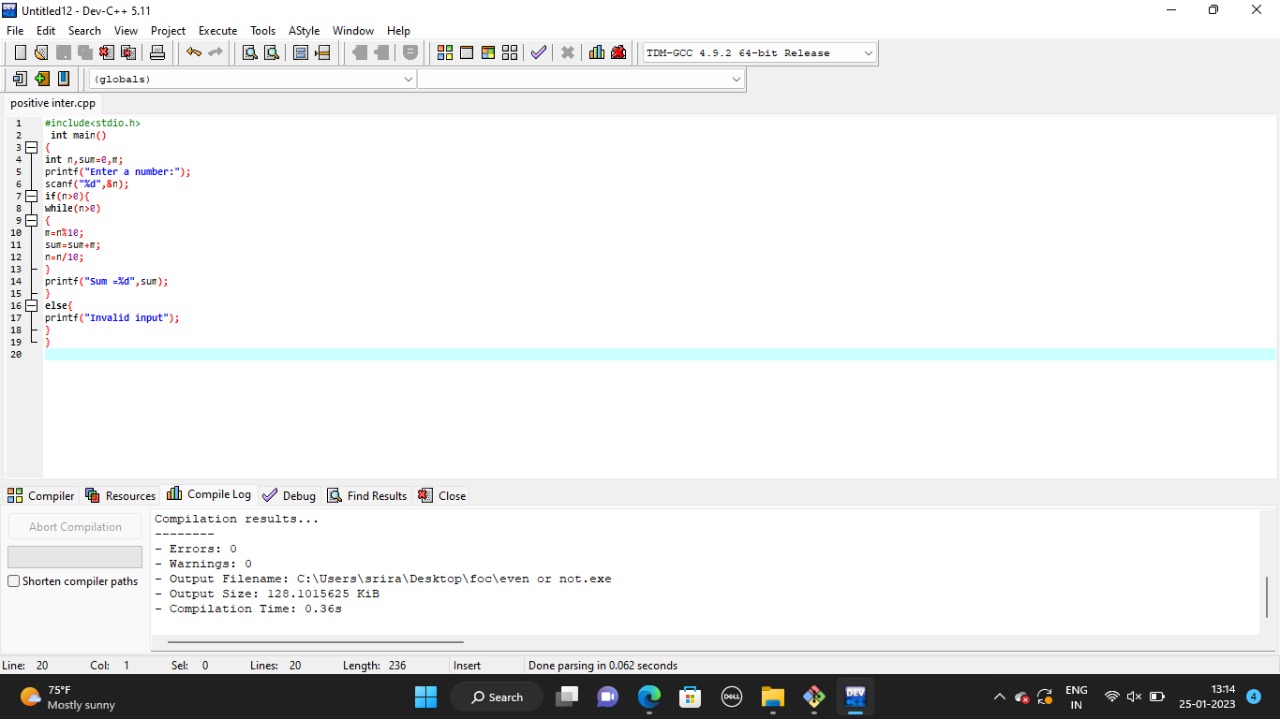 Untitled12 - Dev-C++ 5.11
File Edit Search View Project Execute Tools AStyle Window Help
TDM-GCC 4.9.2 64-bit Release
(globals)
positive inter.cpp
1 #include<stdio.h>
2 int main()
3 {
4 int n,sum=0,m;
5 printf("Enter a number:");
6 scanf("%d",&n);
7 if(n>0){
8 while(n>0)
9 {
10 m=n%10;
11 sum=sum+m;
12 n=n/10;
13 }
14 printf("Sum =%d",sum);
15 }
16 else{
17 printf("Invalid input");
18 }
19 }
20
Compiler Resources Compile Log Debug Find Results Close
Abort Compilation
Shorten compiler paths
Compilation results...
--------
- Errors: 0
- Warnings: 0
- Output Filename: C:\Users\srira\Desktop\foc\even or not.exe
- Output Size: 128.1015625 KiB
- Compilation Time: 0.36s
Line: 20 Col: 1 Sel: 0 Lines: 20 Length: 236 Insert Done parsing in 0.062 seconds
75°F
Mostly sunny
Search
DELL
DEV
ENG
IN
13:14
25-01-2023
4